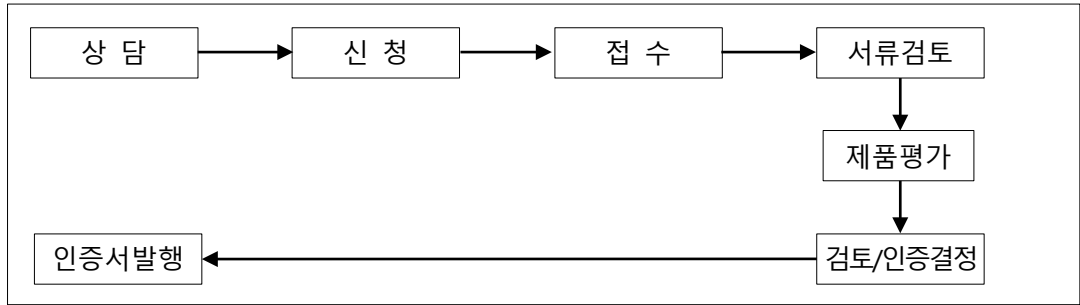 상 담
신 청
접 수
서류검토
제품평가
검토/인증결정
인증서발행